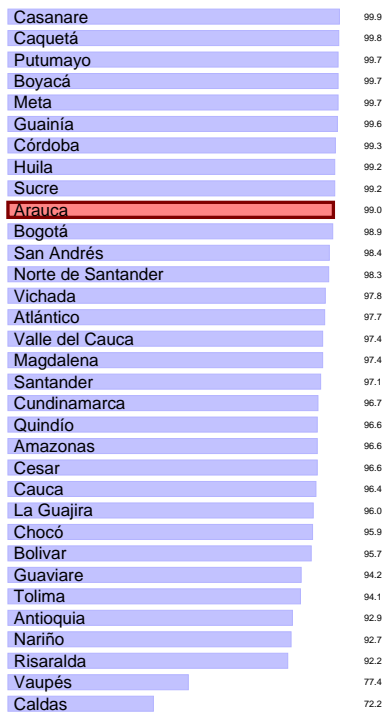 Casanare 99.9
Caquetá 99.8
Putumayo 99.7
Boyacá 99.7
Meta 99.7
Guainía 99.6
Córdoba 99.3
Huila 99.2
Sucre 99.2
Arauca 99.0
Bogotá 98.9
San Andrés 98.4
Norte de Santander 98.3
Vichada 97.8
Atlántico 97.7
Valle del Cauca 97.4
Magdalena 97.4
Santander 97.1
Cundinamarca 96.7
Quindío 96.6
Amazonas 96.6
Cesar 96.6
Cauca 96.4
La Guajira 96.0
Chocó 95.9
Bolivar 95.7
Guaviare 94.2
Tolima 94.1
Antioquia 92.9
Nariño 92.7
Risaralda 92.2
Vaupés 77.4
Caldas 72.2